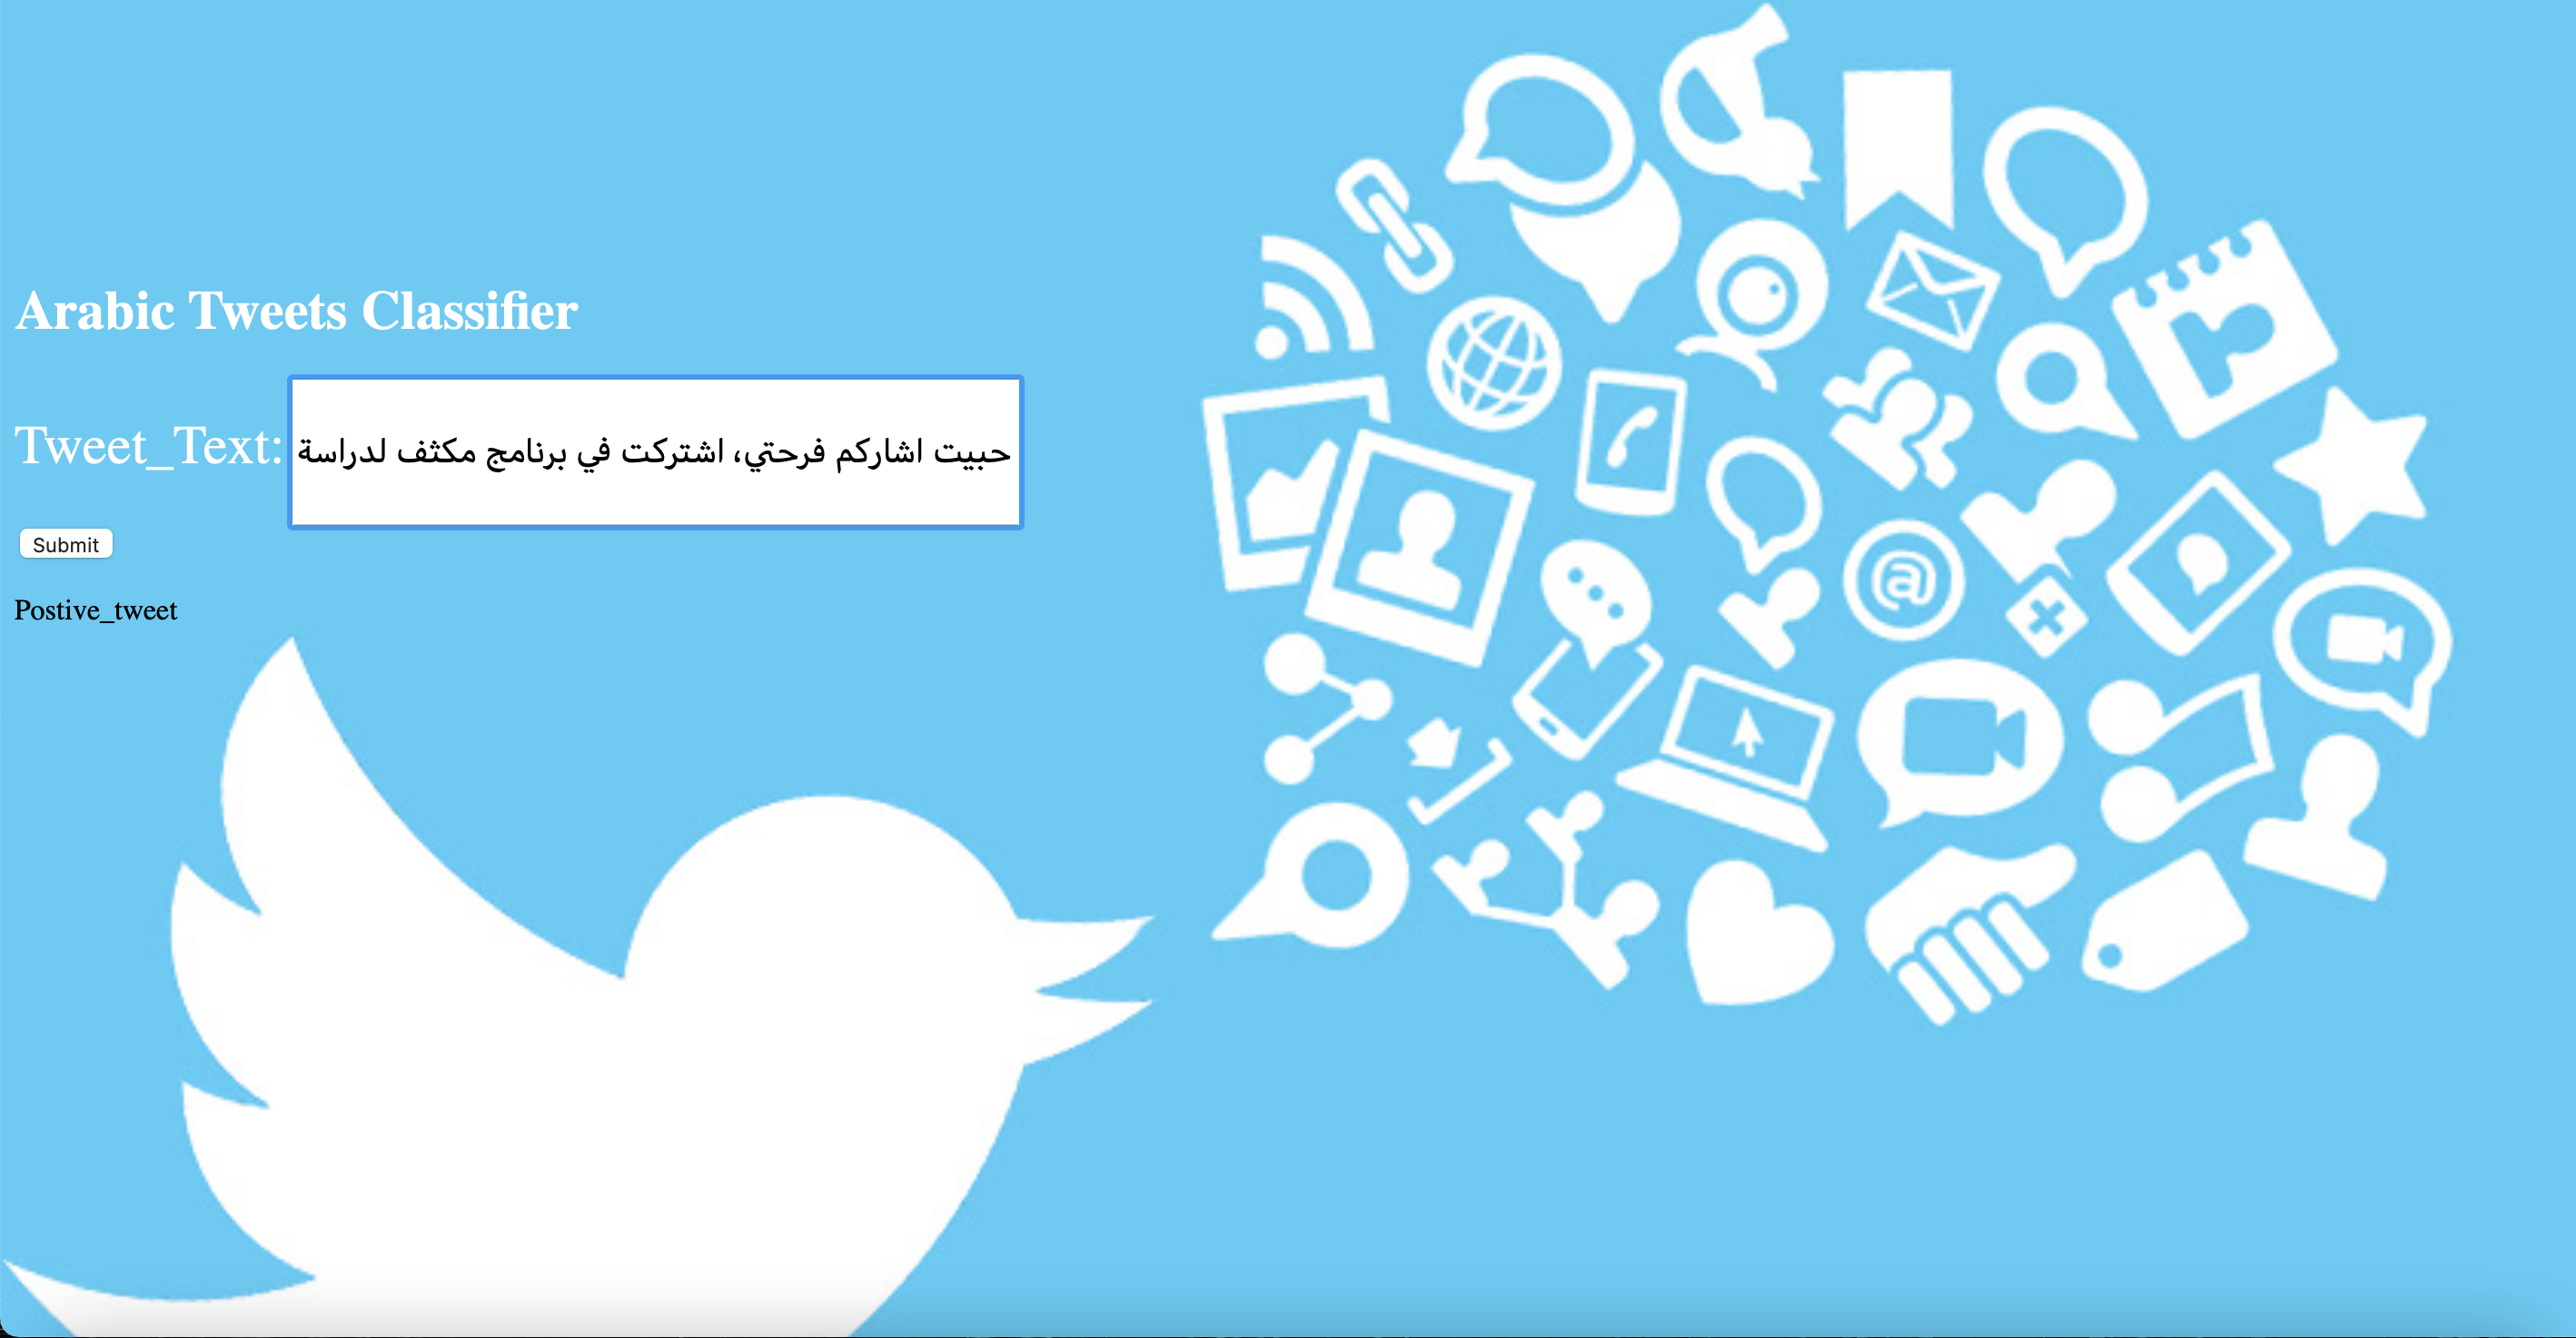 Arabic Tweets Classifier
Tweet_Text: حبيت اشاركم فرحتي، اشتركت في برنامج مكثف لدراسة
Submit
Postive_tweet
@